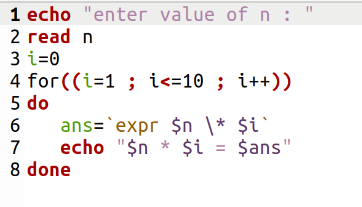 1 echo "enter value of n : "
2 read n
3 i=0
4 for((i=1 ; i<=10 ; i++))
5 do
6    ans=`expr $n \* $i`
7    echo "$n * $i = $ans"
8 done